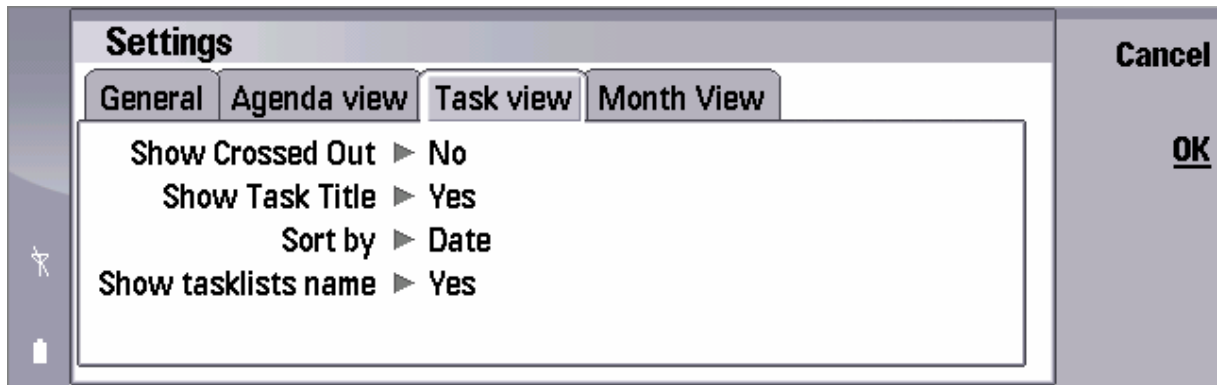 Settings
Cancel
General Agenda view Task view Month View
Show Crossed Out No
OK
Show Task Title Yes
Sort by Date
Show tasklists name Yes